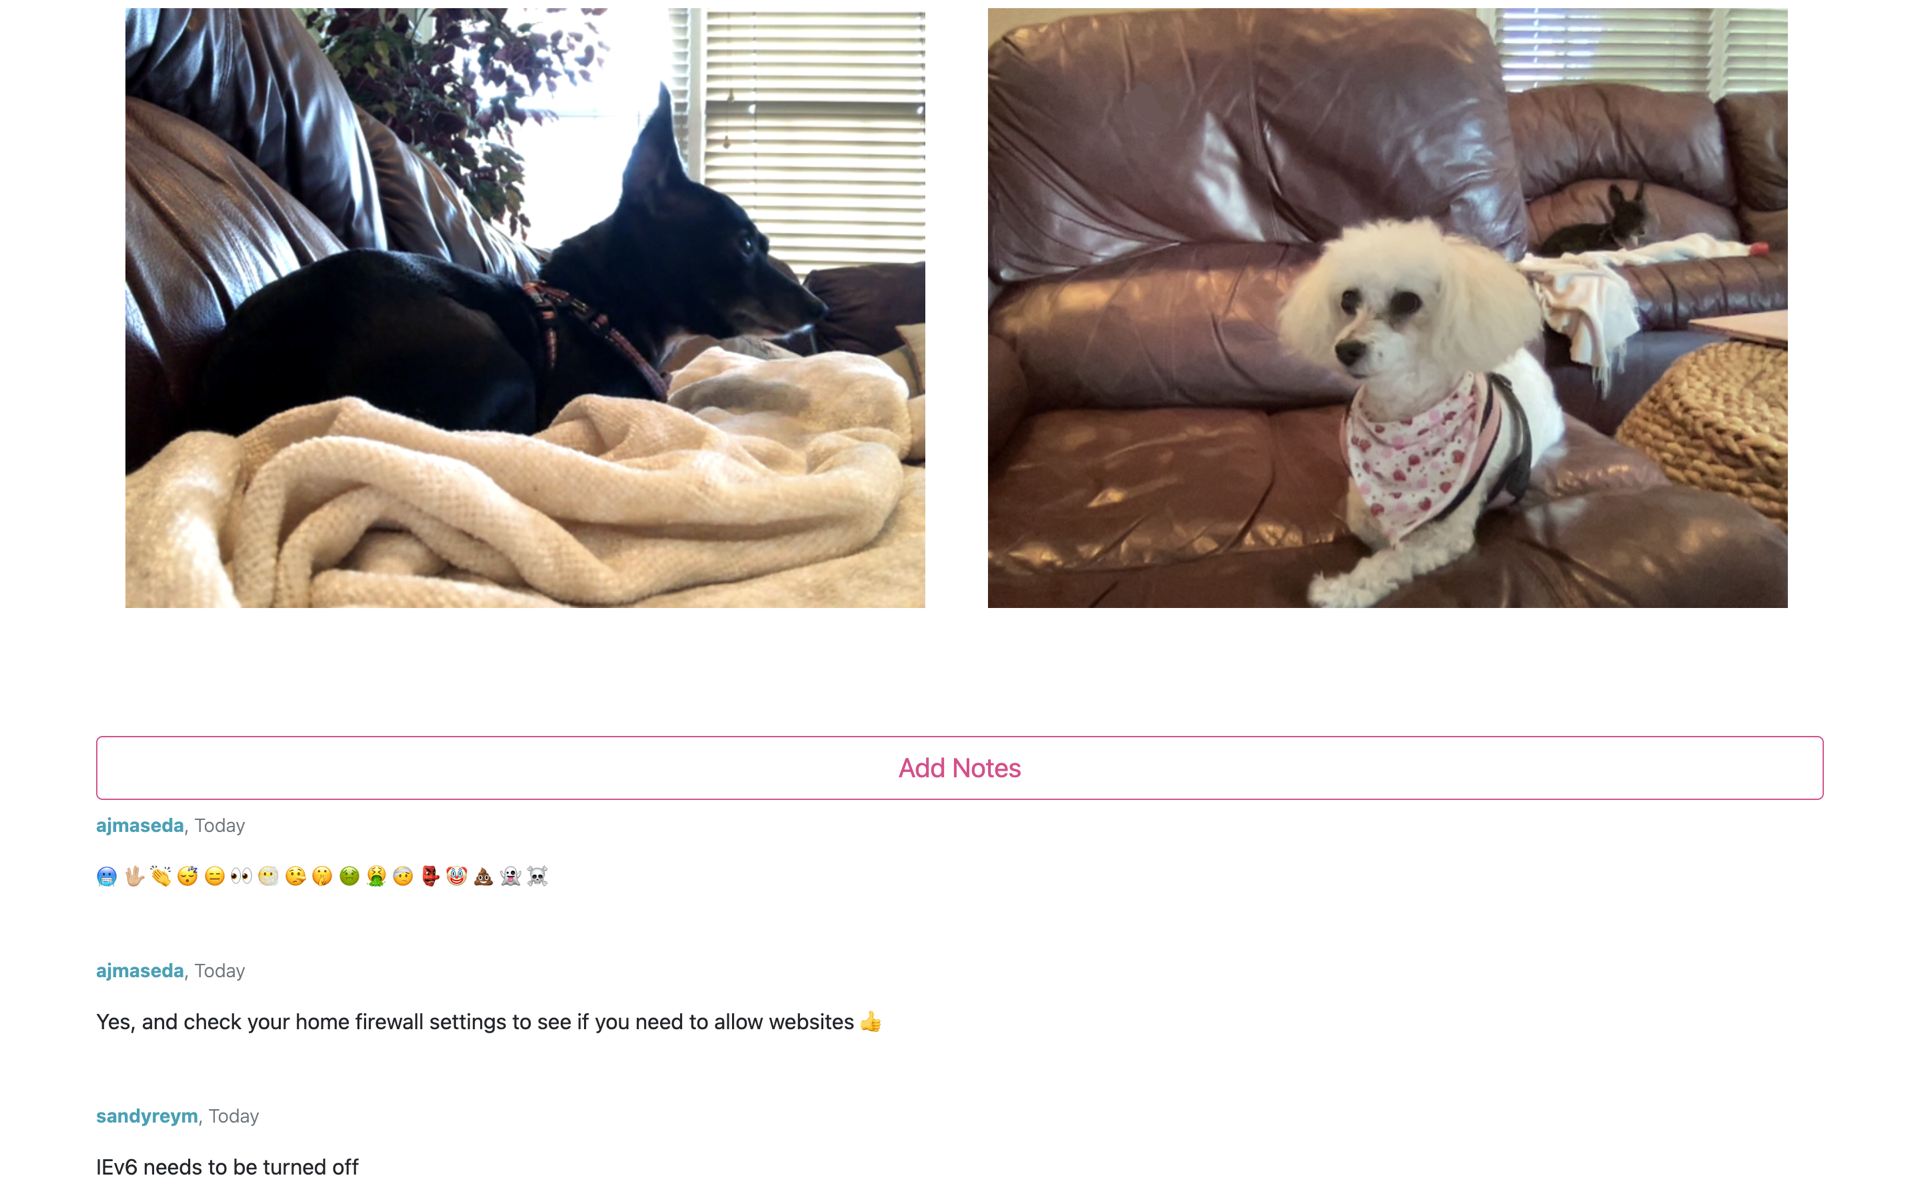 Add Notes
ajmaseda, Today
🥶 🖖🏼 👏 😴 😑 👀 😶‍🌫️ 🤥 🤫 🤢 🤮 🤕 👺 🤡 💩 👻 ☠️
ajmaseda, Today
Yes, and check your home firewall settings to see if you need to allow websites 👍
sandyreym, Today
IEv6 needs to be turned off